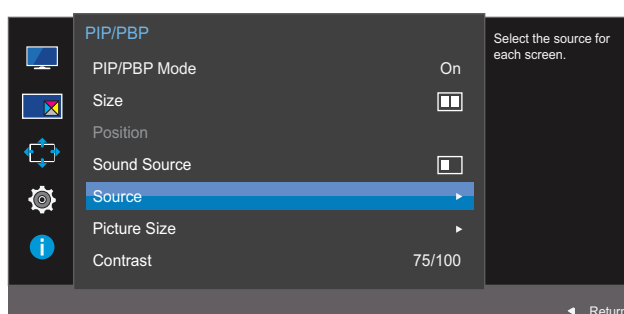 PIP/PBP
Select the source for
each screen.
PIP/PBP Mode On
Size
Position
Sound Source
Source
Picture Size
Contrast 75/100
Return